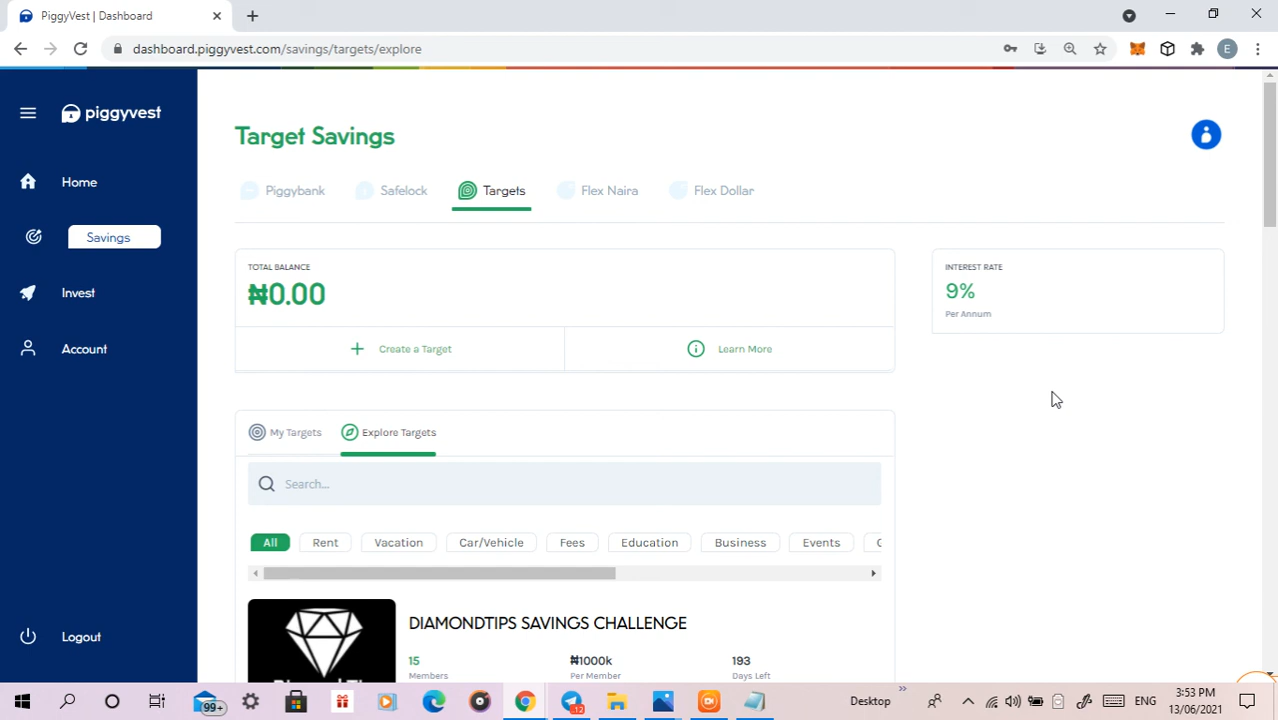 PiggyVest | Dashboard
dashboard.piggyvest.com/savings/targets/explore
E
piggyvest
Home
Savings
Invest
Account
Logout
Target Savings
Piggybank Safelock Targets Flex Naira Flex Dollar
TOTAL BALANCE
₦0.00
Create a Target Learn More
INTEREST RATE
9%
Per Annum
My Targets Explore Targets
Search...
All Rent Vacation Car/Vehicle Fees Education Business Events
DIAMONDTIPS SAVINGS CHALLENGE
15 ₦1000k 193
Members Per Member Days Left
99+ 12 Desktop ENG
3:53 PM
13/06/2021